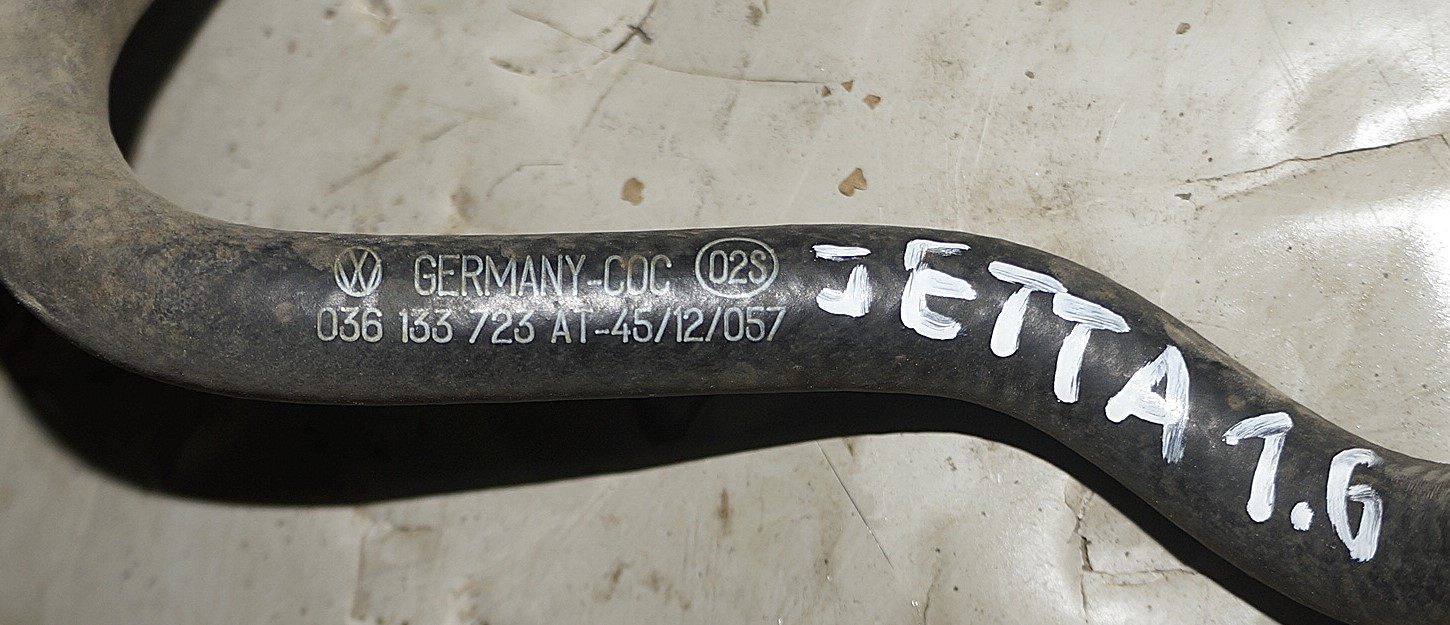 GERMANY-COC 02S
036 133 723 AT-45/12/057
JETTA 1.6